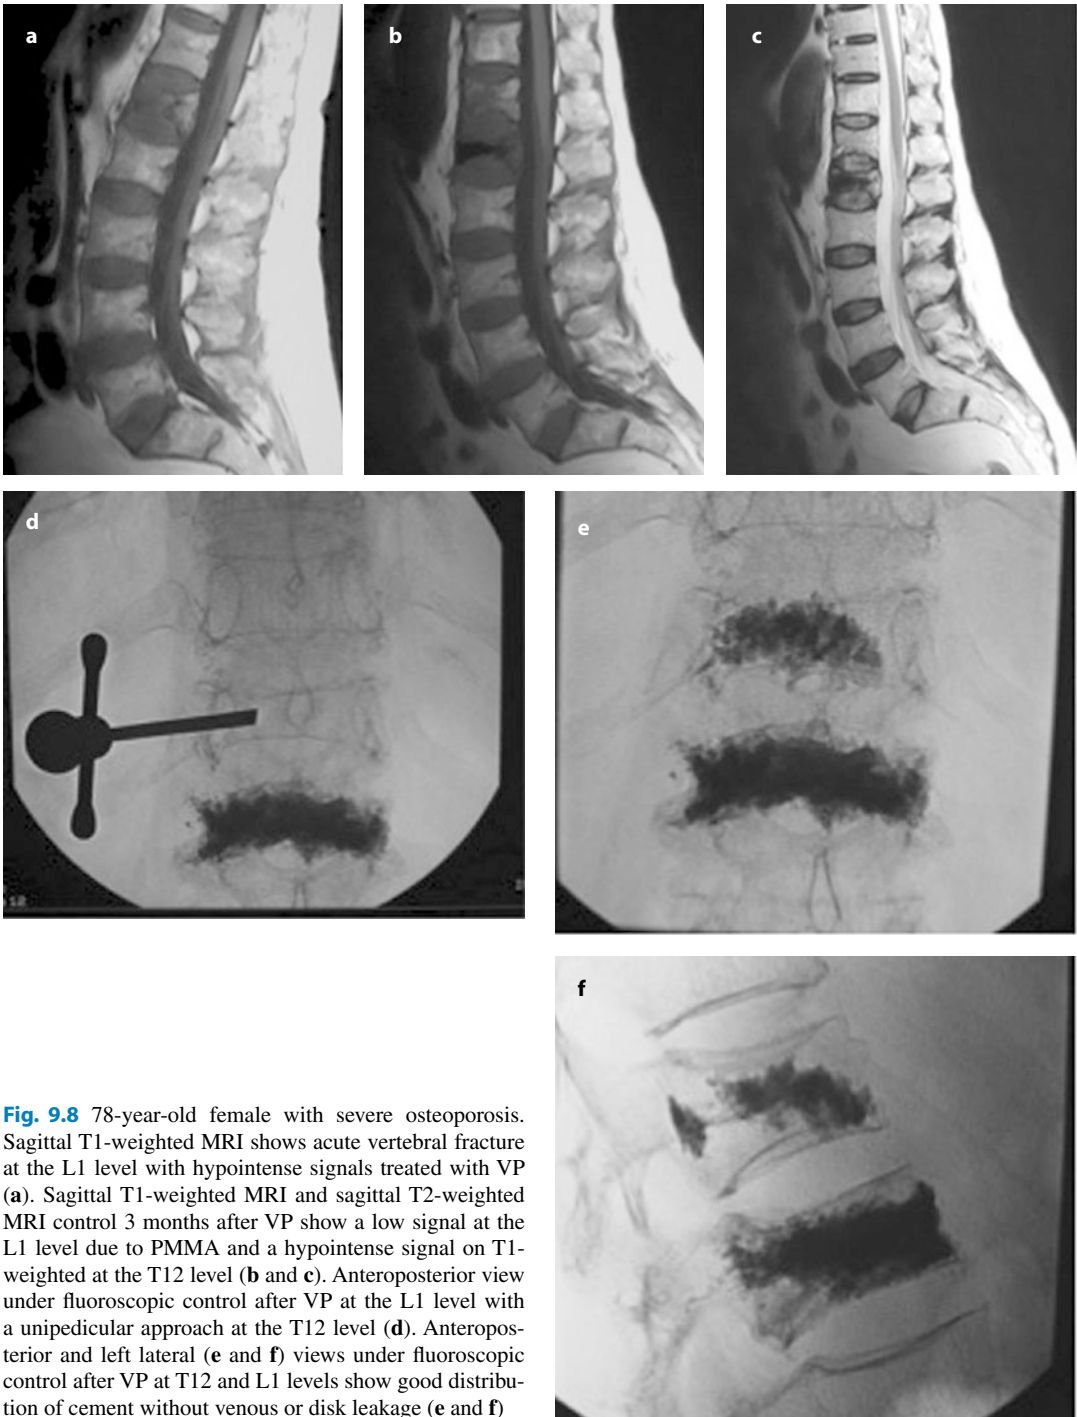 a
b
c
d
e
f
Fig. 9.8 78-year-old female with severe osteoporosis.
Sagittal T1-weighted MRI shows acute vertebral fracture
at the L1 level with hypointense signals treated with VP
(a). Sagittal T1-weighted MRI and sagittal T2-weighted
MRI control 3 months after VP show a low signal at the
L1 level due to PMMA and a hypointense signal on T1-
weighted at the T12 level (b and c). Anteroposterior view
under fluoroscopic control after VP at the L1 level with
a unipedicular approach at the T12 level (d). Anteropos-
terior and left lateral (e and f) views under fluoroscopic
control after VP at T12 and L1 levels show good distribu-
tion of cement without venous or disk leakage (e and f)